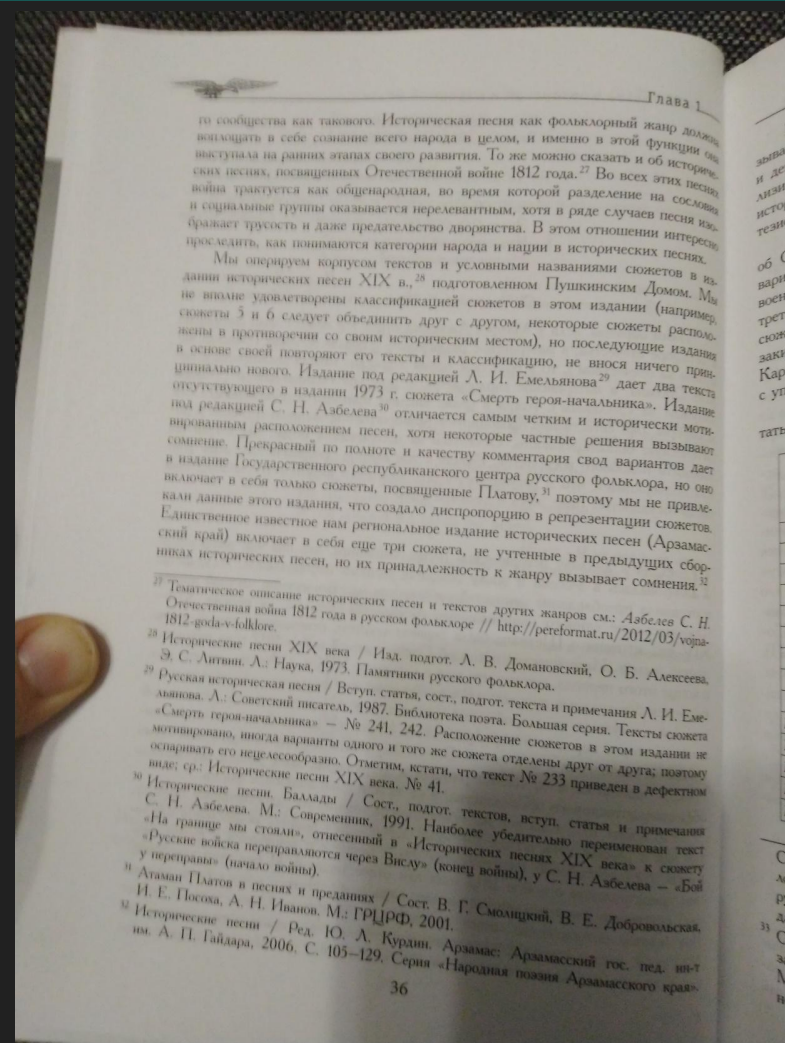 Глава 1
го сообщества как такового. Историческая песня как фольклорный жанр должна
воплощать в себе сознание всего народа в целом, и именно в этой функции она
выступала на ранних этапах своего развития. То же можно сказать и об историче-
ских песнях, посвященных Отечественной войне 1812 года.27 Во всех этих песнях
война трактуется как общенародная, во время которой разделение на сословия
и социальные группы оказывается нерелевантным, хотя в ряде случаев песня изо-
бражает трусость и даже предательство дворянства. В этом отношении интересно
проследить, как понимаются категории народа и нации в исторических песнях.
Мы оперируем корпусом текстов и условными названиями сюжетов в из-
дании исторических песен XIX в.,28 подготовленном Пушкинским Домом. Мы
не вполне удовлетворены классификацией сюжетов в этом издании (например,
сюжеты 5 и 6 следует объединить друг с другом, некоторые сюжеты располо-
жены в противоречии со своим историческим местом), но последующие издания
в основе своей повторяют его тексты и классификацию, не внося ничего прин-
ципиально нового. Издание под редакцией Л. И. Емельянова29 дает два текста
отсутствующего в издании 1973 г. сюжета «Смерть героя-начальника». Издание
под редакцией С. Н. Азбелева30 отличается самым четким и исторически моти-
вированным расположением песен, хотя некоторые частные решения вызывают
сомнение. Прекрасный по полноте и качеству комментария свод вариантов дает
в издание Государственного республиканского центра русского фольклора, но оно
включает в себя только сюжеты, посвященные Платову,31 поэтому мы не привле-
кали данные этого издания, что создало диспропорцию в репрезентации сюжетов.
Единственное известное нам региональное издание исторических песен (Арзамас-
ский край) включает в себя еще три сюжета, не учтенные в предыдущих сбор-
никах исторических песен, но их принадлежность к жанру вызывает сомнения.32
27 Тематическое описание исторических песен и текстов других жанров см.: Азбелев С. Н.
Отечественная война 1812 года в русском фольклоре // http://pereformat.ru/2012/03/vojna-
1812-goda-v-folklore.
28 Исторические песни XIX века / Изд. подгот. Л. В. Домановский, О. Б. Алексеева,
Э. С. Литвин. Л.: Наука, 1973. Памятники русского фольклора.
29 Русская историческая песня / Вступ. статья, сост., подгот. текста и примечания Л. И. Еме-
льянова. Л.: Советский писатель, 1987. Библиотека поэта. Большая серия. Тексты сюжета
«Смерть героя-начальника» — № 241, 242. Расположение сюжетов в этом издании не
мотивировано, иногда варианты одного и того же сюжета отделены друг от друга; поэтому
оспаривать его нецелесообразно. Отметим, кстати, что текст № 233 приведен в дефектном
виде; ср.: Исторические песни XIX века. № 41.
30 Исторические песни. Баллады / Сост., подгот. текстов, вступ. статья и примечания
С. Н. Азбелева. М.: Современник, 1991. Наиболее убедительно переименован текст
«На границе мы стояли», отнесенный в «Исторических песнях XIX века» к сюжету
«Русские войска переправляются через Вислу» (конец войны), у С. Н. Азбелева — «Бой
у переправы» (начало войны).
31 Атаман Платов в песнях и преданиях / Сост. В. Г. Смолицкий, В. Е. Добровольская,
И. Е. Посоха, А. Н. Иванов. М.: ГРЦРФ, 2001.
32 Исторические песни / Ред. Ю. Л. Курдин. Арзамас: Арзамасский гос. пед. ин-т
им. А. П. Гайдара, 2006. С. 105–129. Серия «Народная поэзия Арзамасского края».
36